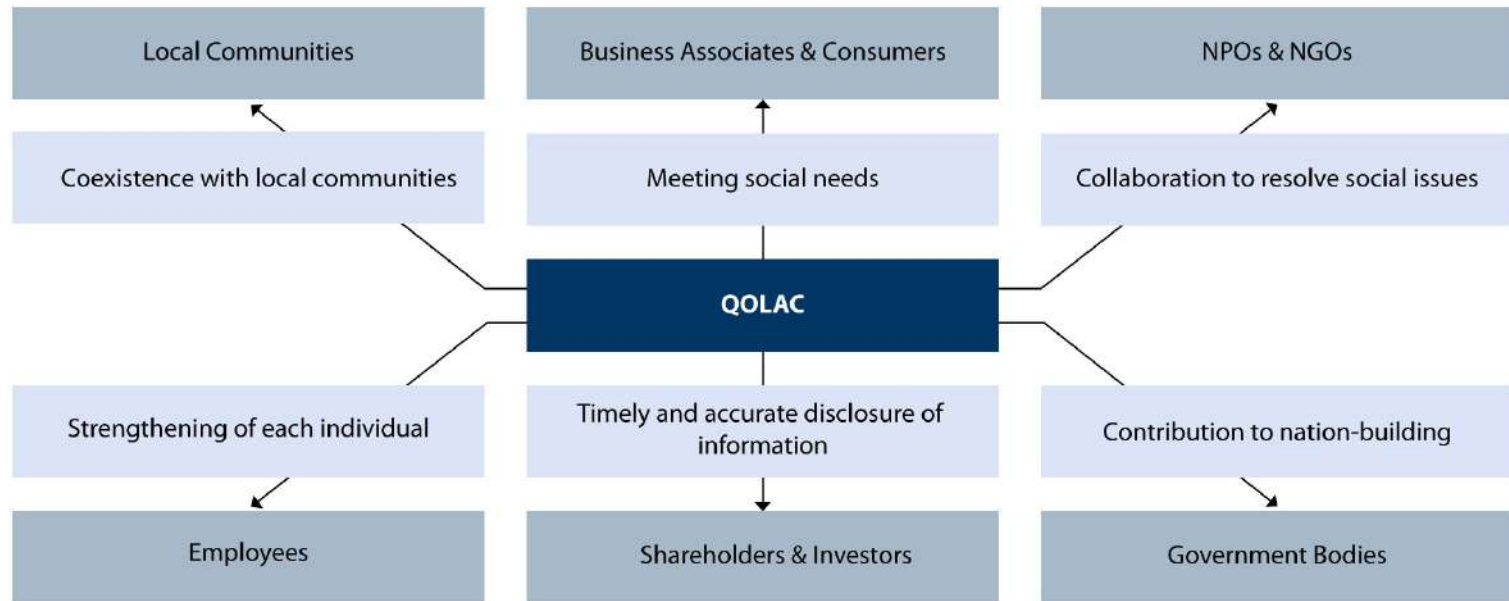 Local Communities
Business Associates & Consumers
NPOs & NGOs
Coexistence with local communities
Meeting social needs
Collaboration to resolve social issues
QOLAC
Strengthening of each individual
Timely and accurate disclosure of
information
Contribution to nation-building
Employees
Shareholders & Investors
Government Bodies